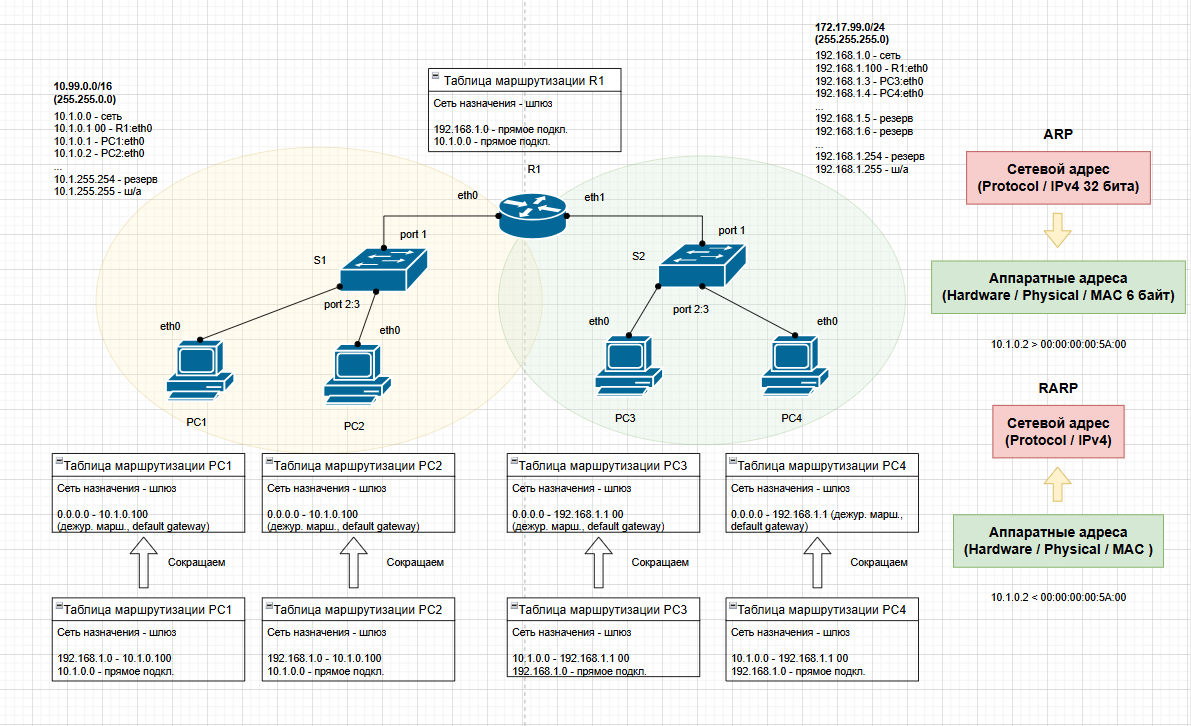 10.99.0.0/16
(255.255.0.0)
10.1.0.0 - сеть
10.1.0.1 00 - R1:eth0
10.1.0.1 - PC1:eth0
10.1.0.2 - PC2:eth0
...
10.1.255.254 - резерв
10.1.255.255 - ш/а
Таблица маршрутизации R1
Сеть назначения - шлюз
192.168.1.0 - прямое подкл.
10.1.0.0 - прямое подкл.
172.17.99.0/24
(255.255.255.0)
192.168.1.0 - сеть
192.168.1.100 - R1:eth0
192.168.1.3 - PC3:eth0
192.168.1.4 - PC4:eth0
...
192.168.1.5 - резерв
192.168.1.6 - резерв
...
192.168.1.254 - резерв
192.168.1.255 - ш/а
R1
eth0
eth1
port 1
port 1
S1
S2
port 2:3
port 2:3
eth0
eth0
eth0
eth0
PC1
PC2
PC3
PC4
ARP
Сетевой адрес
(Protocol / IPv4 32 бита)
Аппаратные адреса
(Hardware / Physical / MAC 6 байт)
10.1.0.2 > 00:00:00:00:5A:00
RARP
Сетевой адрес
(Protocol / IPv4)
Аппаратные адреса
(Hardware / Physical / MAC )
10.1.0.2 < 00:00:00:00:5A:00
Таблица маршрутизации PC1
Сеть назначения - шлюз
0.0.0.0 - 10.1.0.100
(дежур. марш., default gateway)
Таблица маршрутизации PC2
Сеть назначения - шлюз
0.0.0.0 - 10.1.0.100
(дежур. марш., default gateway)
Таблица маршрутизации PC3
Сеть назначения - шлюз
0.0.0.0 - 192.168.1.1 00
(дежур. марш., default gateway)
Таблица маршрутизации PC4
Сеть назначения - шлюз
0.0.0.0 - 192.168.1.1 (дежур. марш.,
default gateway)
Сокращаем
Сокращаем
Сокращаем
Сокращаем
Таблица маршрутизации PC1
Сеть назначения - шлюз
192.168.1.0 - 10.1.0.100
10.1.0.0 - прямое подкл.
Таблица маршрутизации PC2
Сеть назначения - шлюз
192.168.1.0 - 10.1.0.100
10.1.0.0 - прямое подкл.
Таблица маршрутизации PC3
Сеть назначения - шлюз
10.1.0.0 - 192.168.1.1 00
192.168.1.0 - прямое подкл.
Таблица маршрутизации PC4
Сеть назначения - шлюз
10.1.0.0 - 192.168.1.1 00
192.168.1.0 - прямое подкл.